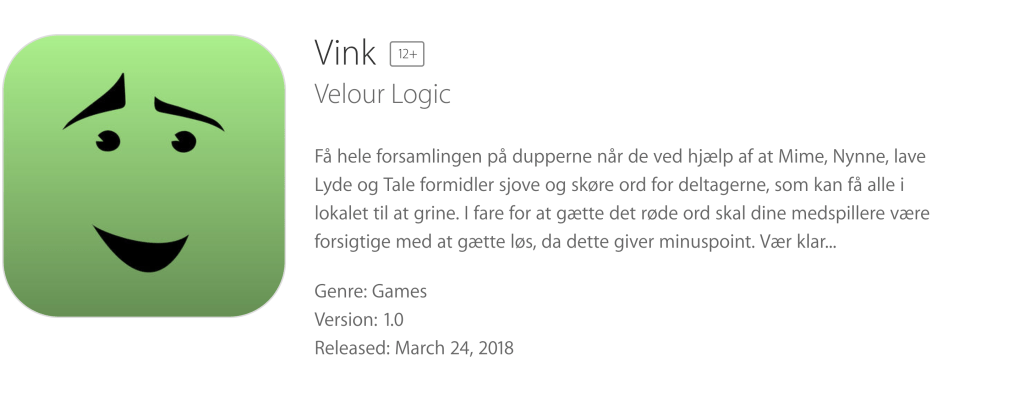 Vink 12+
Velour Logic
Få hele forsamlingen på dupperne når de ved hjælp af at Mime, Nynne, lave
Lyde og Tale formidler sjove og skøre ord for deltagerne, som kan få alle i
lokalet til at grine. I fare for at gætte det røde ord skal dine medspillere være
forsigtige med at gætte løs, da dette giver minuspoint. Vær klar...
Genre: Games
Version: 1.0
Released: March 24, 2018